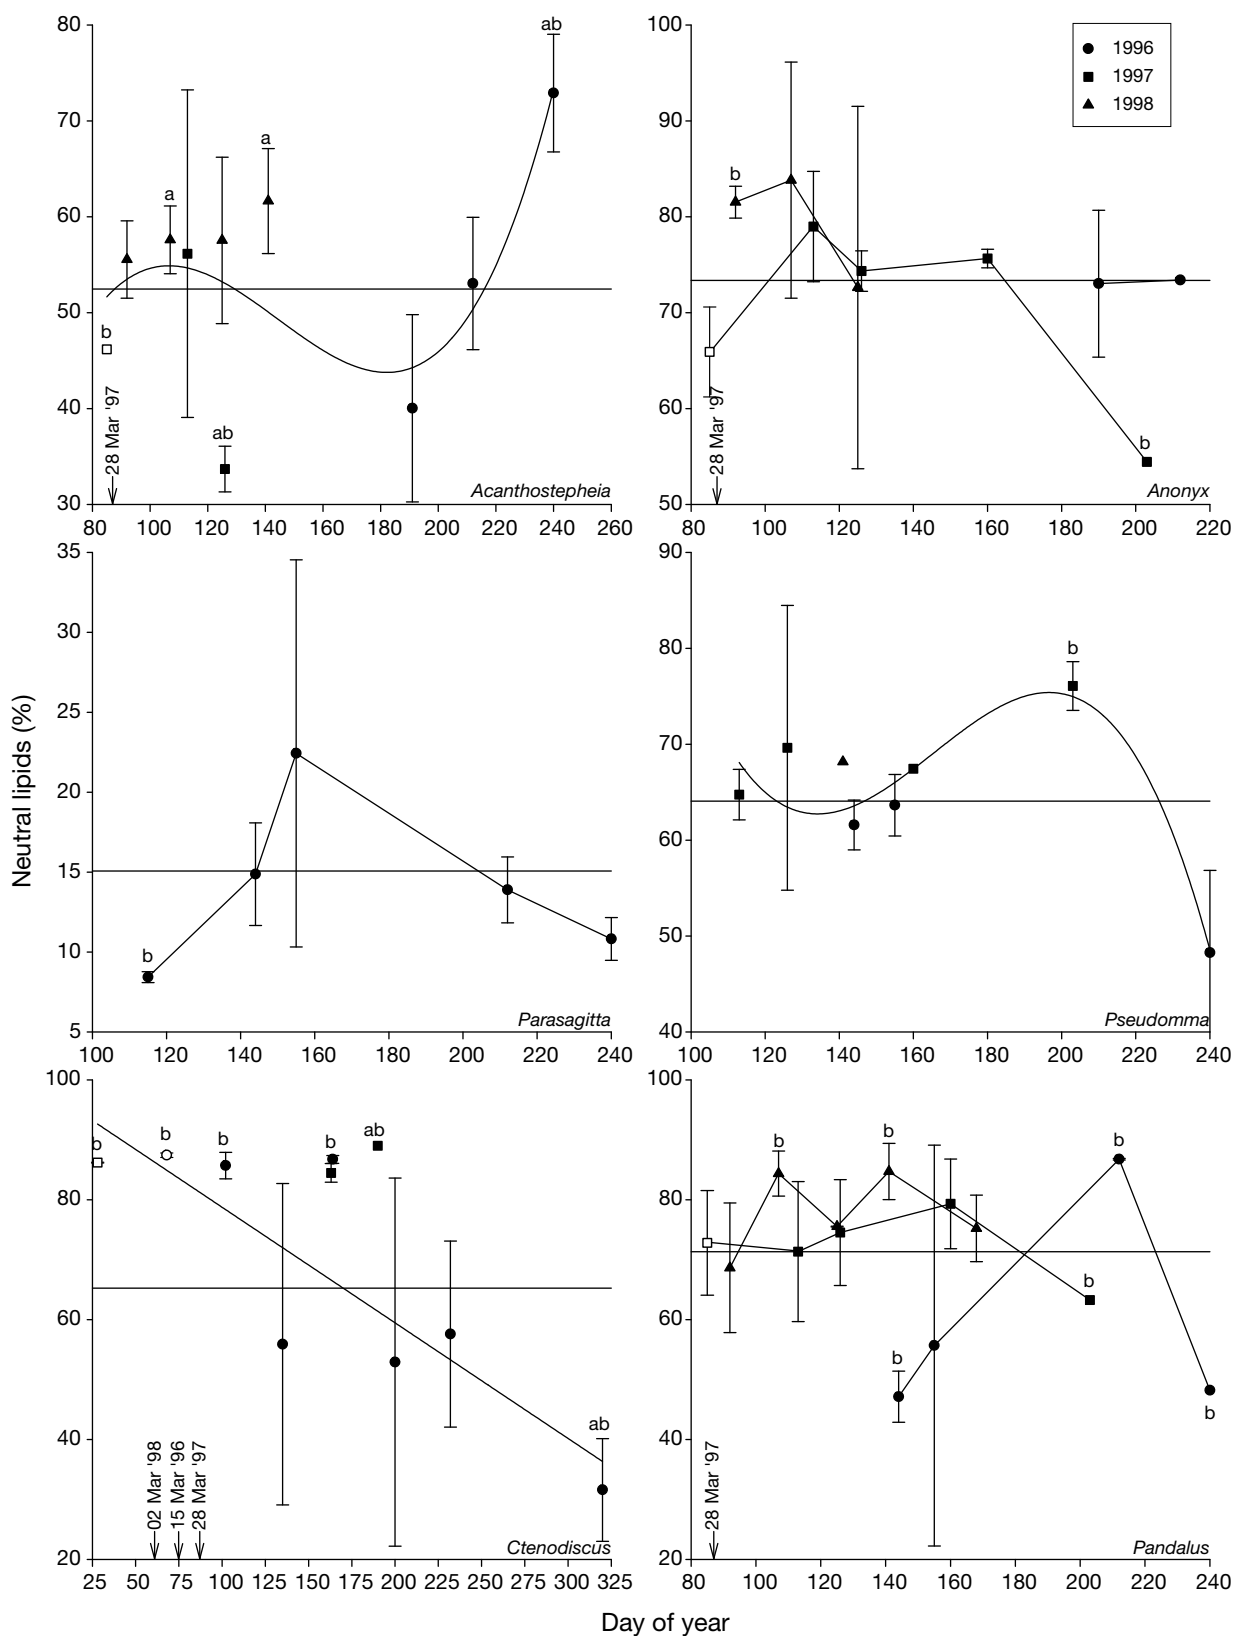 80
70
60
50
40
30
b
28 Mar '97
a
ab
a
ab
Acanthostepheia
80 100 120 140 160 180 200 220 240 260
100
90
80
70
60
50
1996
1997
1998
b
28 Mar '97
b
Anonyx
80 100 120 140 160 180 200 220
Neutral lipids (%)
35
30
25
20
15
10
5
b
Parasagitta
100 120 140 160 180 200 220 240
90
80
70
60
50
40
b
Pseudomma
100 120 140 160 180 200 220 240
100
80
60
40
20
b
b
b
b
ab
ab
02 Mar '98
15 Mar '96
28 Mar '97
Ctenodiscus
25 50 75 100 125 150 175 200 225 250 275 300 325
100
80
60
40
20
b
b
b
b
b
b
28 Mar '97
Pandalus
80 100 120 140 160 180 200 220 240
Day of year